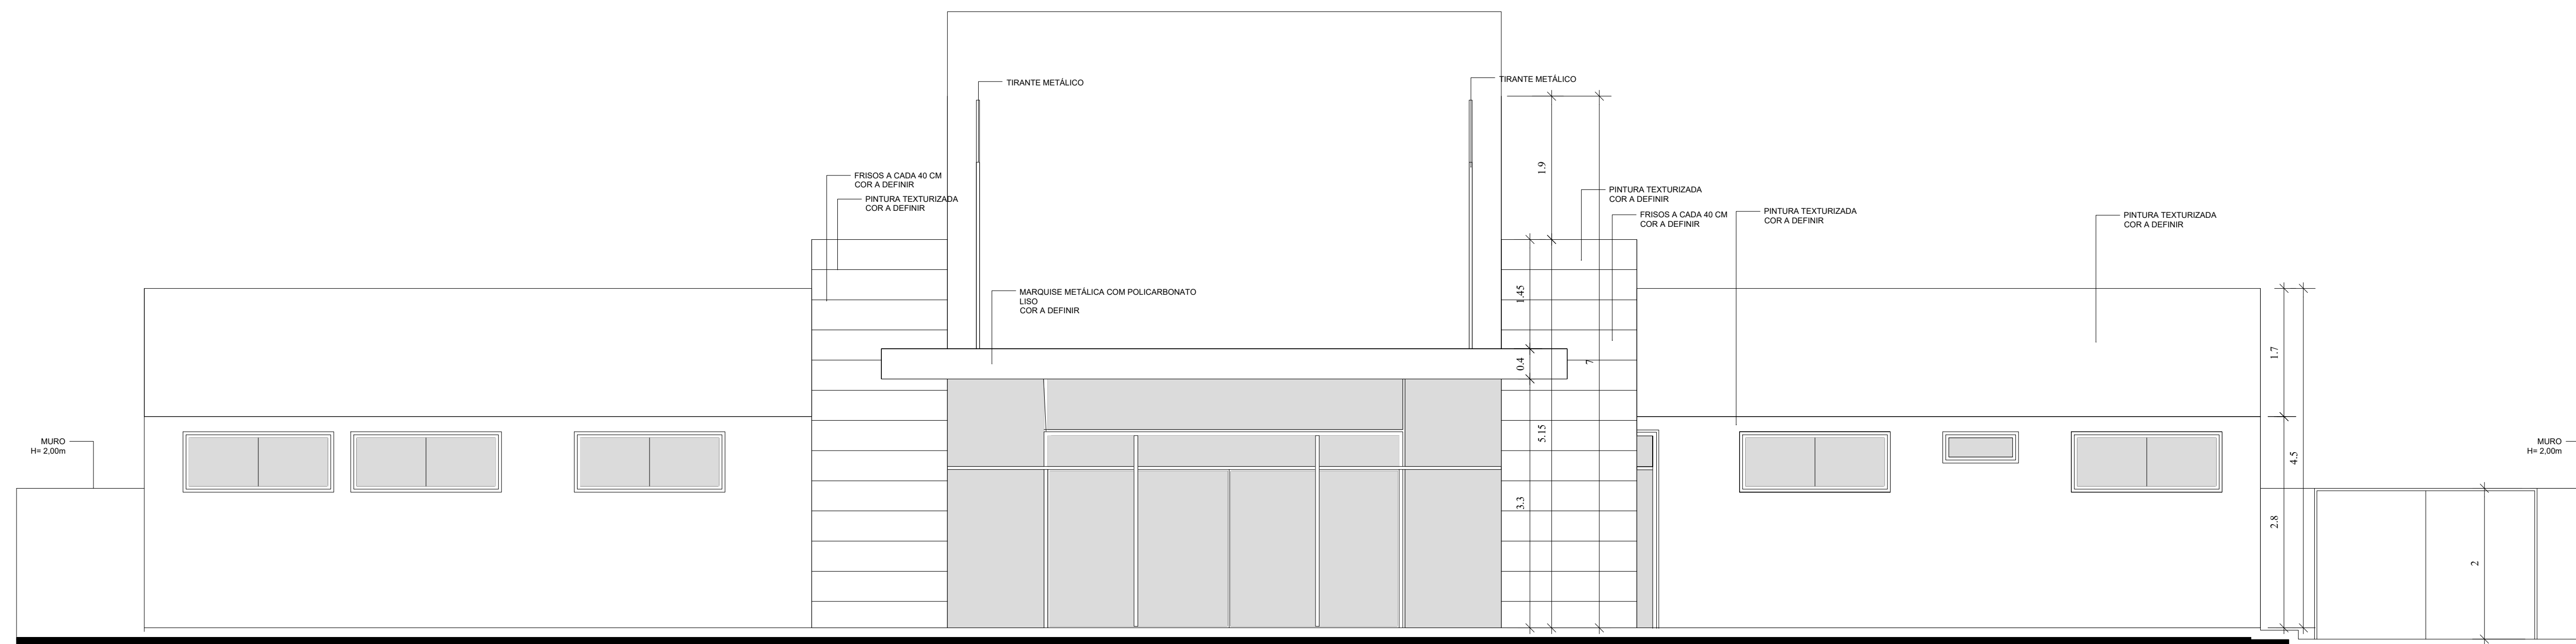 TIRANTE METÁLICO
TIRANTE METÁLICO
FRISOS A CADA 40 CM
COR A DEFINIR
PINTURA TEXTURIZADA
COR A DEFINIR
1.9
PINTURA TEXTURIZADA
COR A DEFINIR
FRISOS A CADA 40 CM
COR A DEFINIR
PINTURA TEXTURIZADA
COR A DEFINIR
PINTURA TEXTURIZADA
COR A DEFINIR
MARQUISE METÁLICA COM POLICARBONATO
LISO
COR A DEFINIR
1.45
0.4
7
1.7
MURO
H= 2,00m
5.15
4.5
MURO
H= 2,00m
3.3
2.8
2